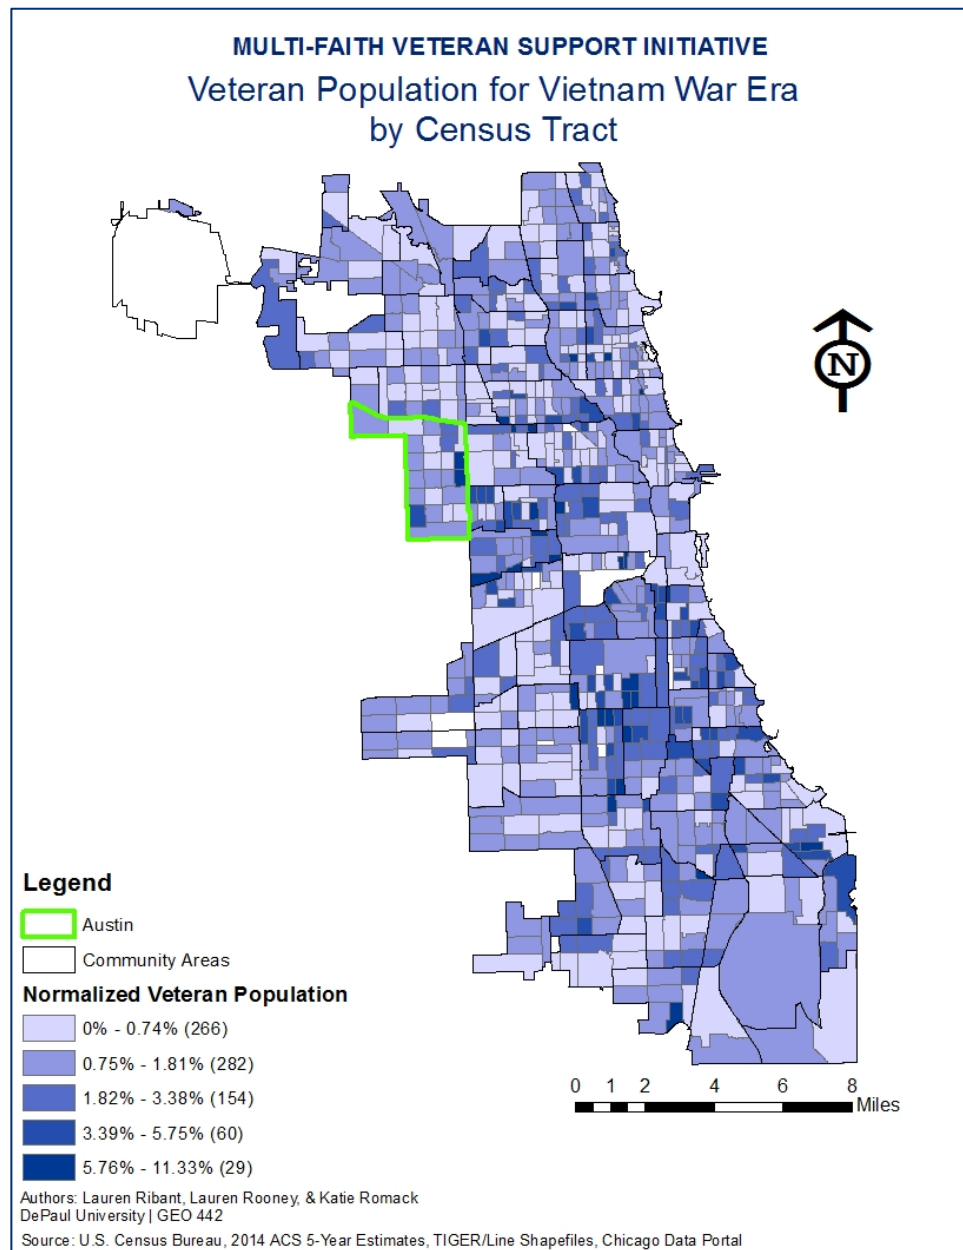 MULTI-FAITH VETERAN SUPPORT INITIATIVE
Veteran Population for Vietnam War Era
by Census Tract
N
Legend
Austin
Community Areas
Normalized Veteran Population
0% - 0.74% (266)
0.75% - 1.81% (282)
1.82% - 3.38% (154)
3.39% - 5.75% (60)
5.76% - 11.33% (29)
0 1 2 4 6 8
Miles
Authors: Lauren Ribant, Lauren Rooney, & Katie Romack
DePaul University | GEO 442
Source: U.S. Census Bureau, 2014 ACS 5-Year Estimates, TIGER/Line Shapefiles, Chicago Data Portal